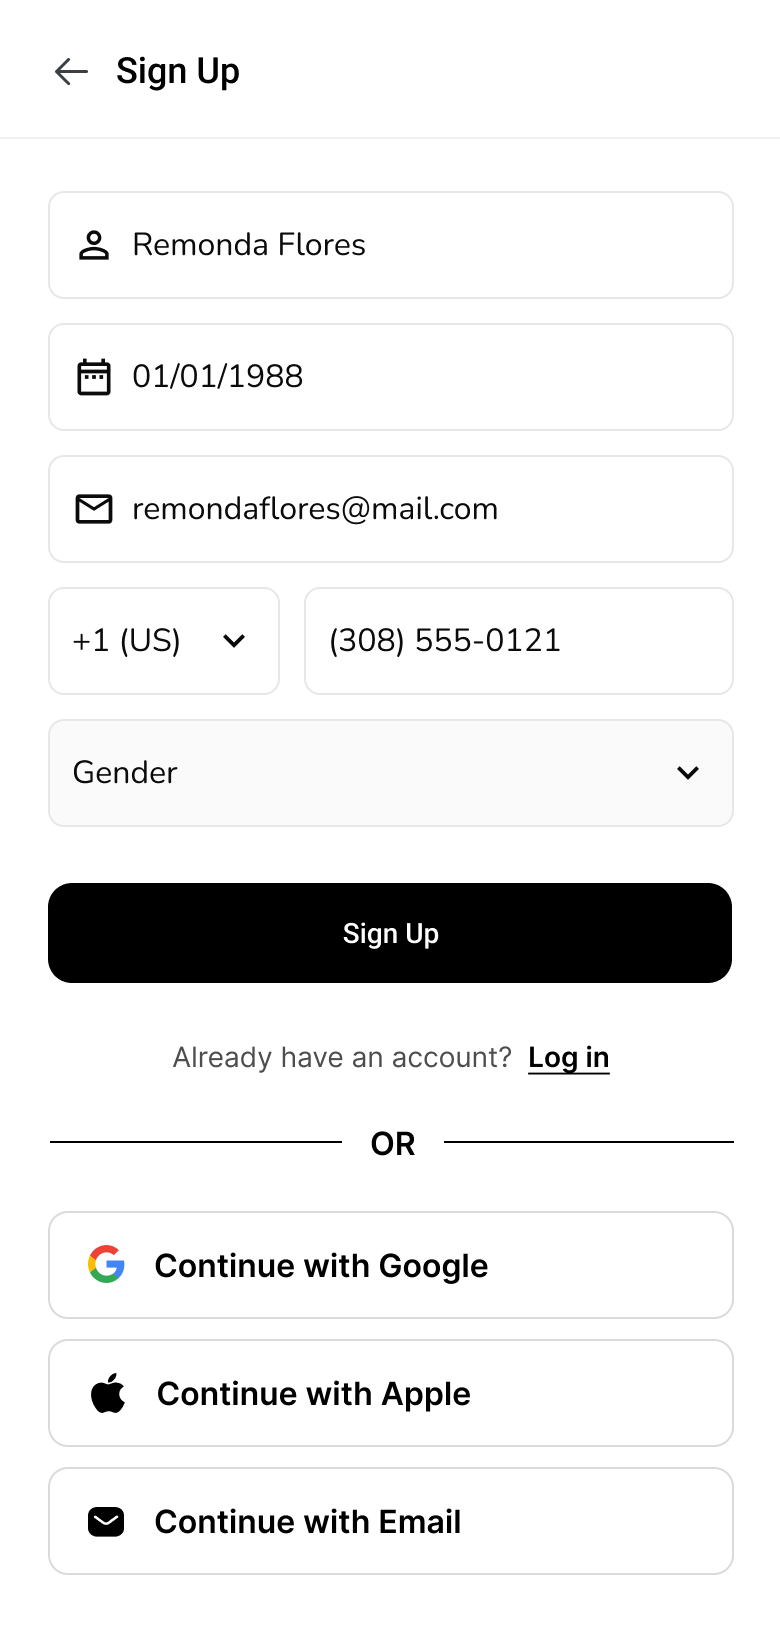 Sign Up
Remonda Flores
01/01/1988
remondaflores@mail.com
+1 (US) (308) 555-0121
Gender
Sign Up
Already have an account? Log in
OR
Continue with Google
Continue with Apple
Continue with Email